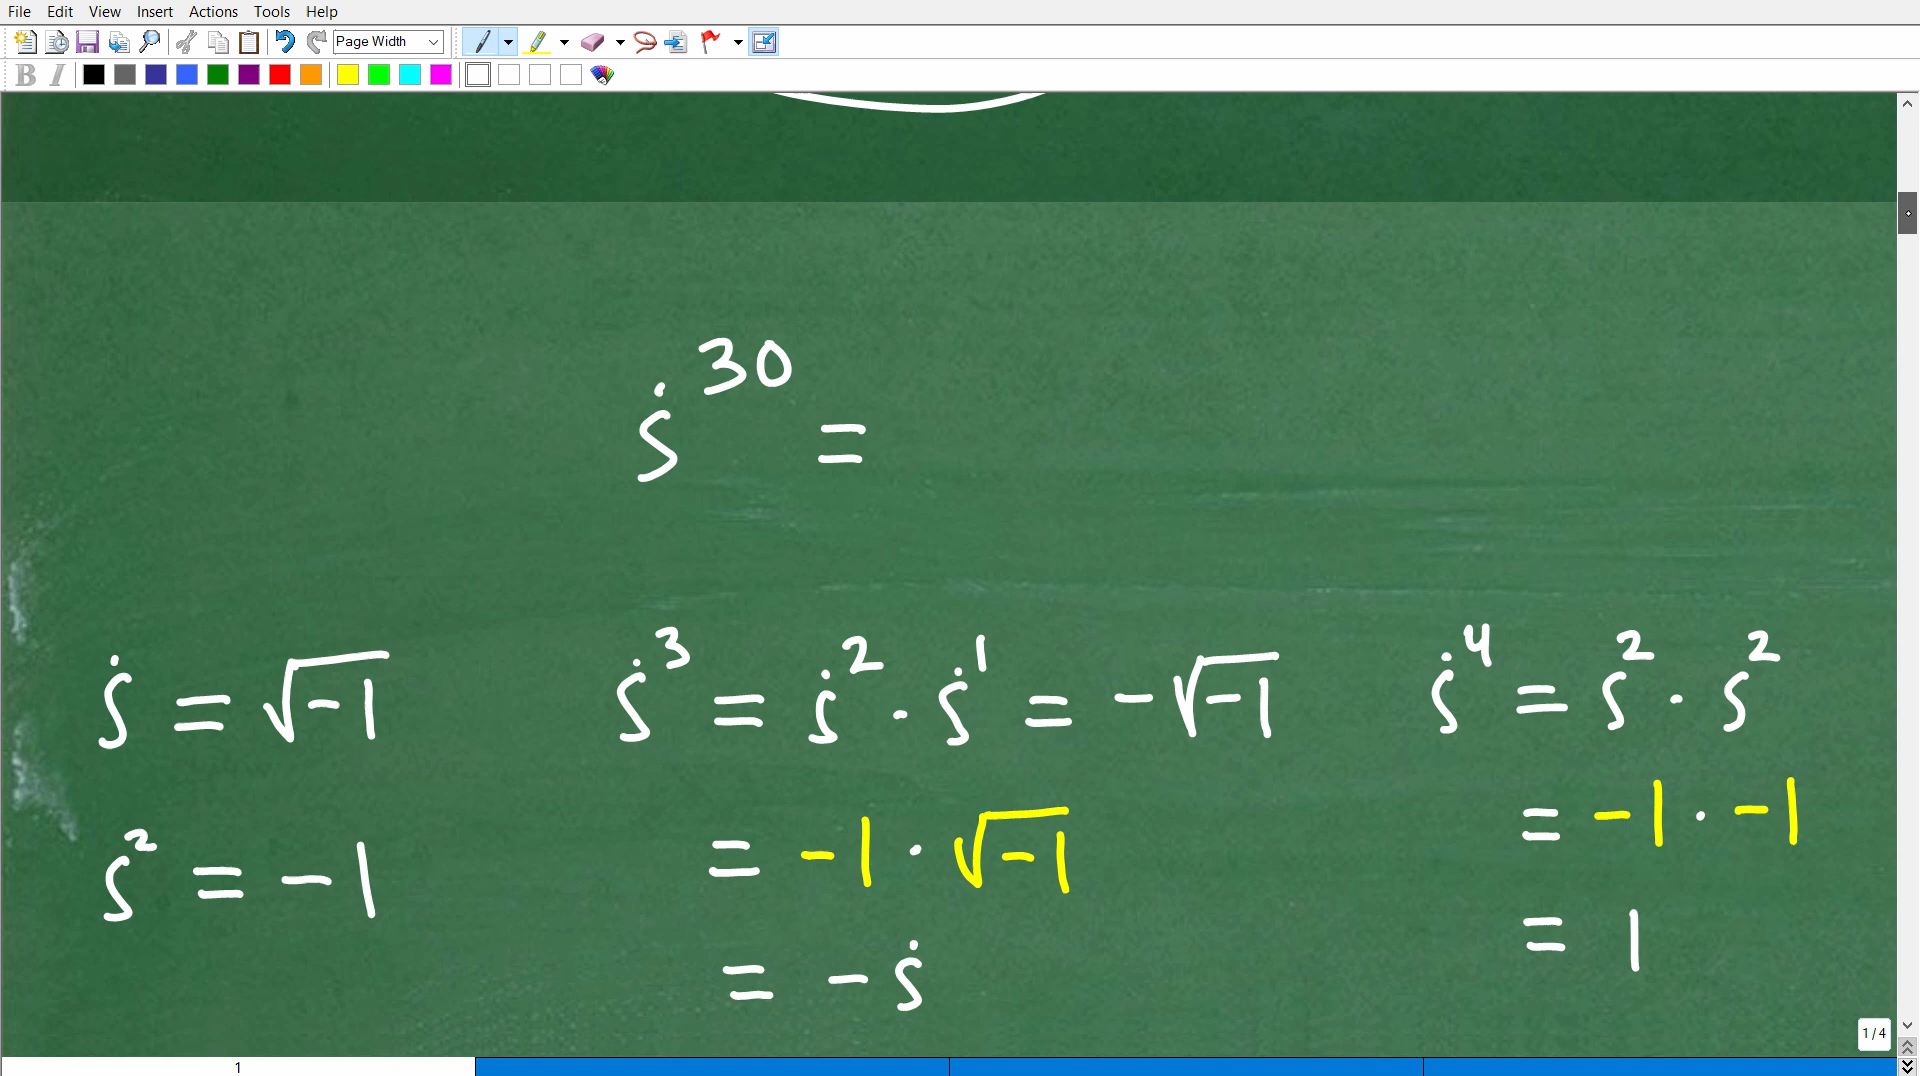 File Edit View Insert Actions Tools Help
Page Width
B I
i³⁰ =
i = √-1
i³ = i² · i¹ = -√-1
i⁴ = i² · i²
i² = -1
= -1 · √-1
= -1 · -1
= -i
= 1
1 / 4
1